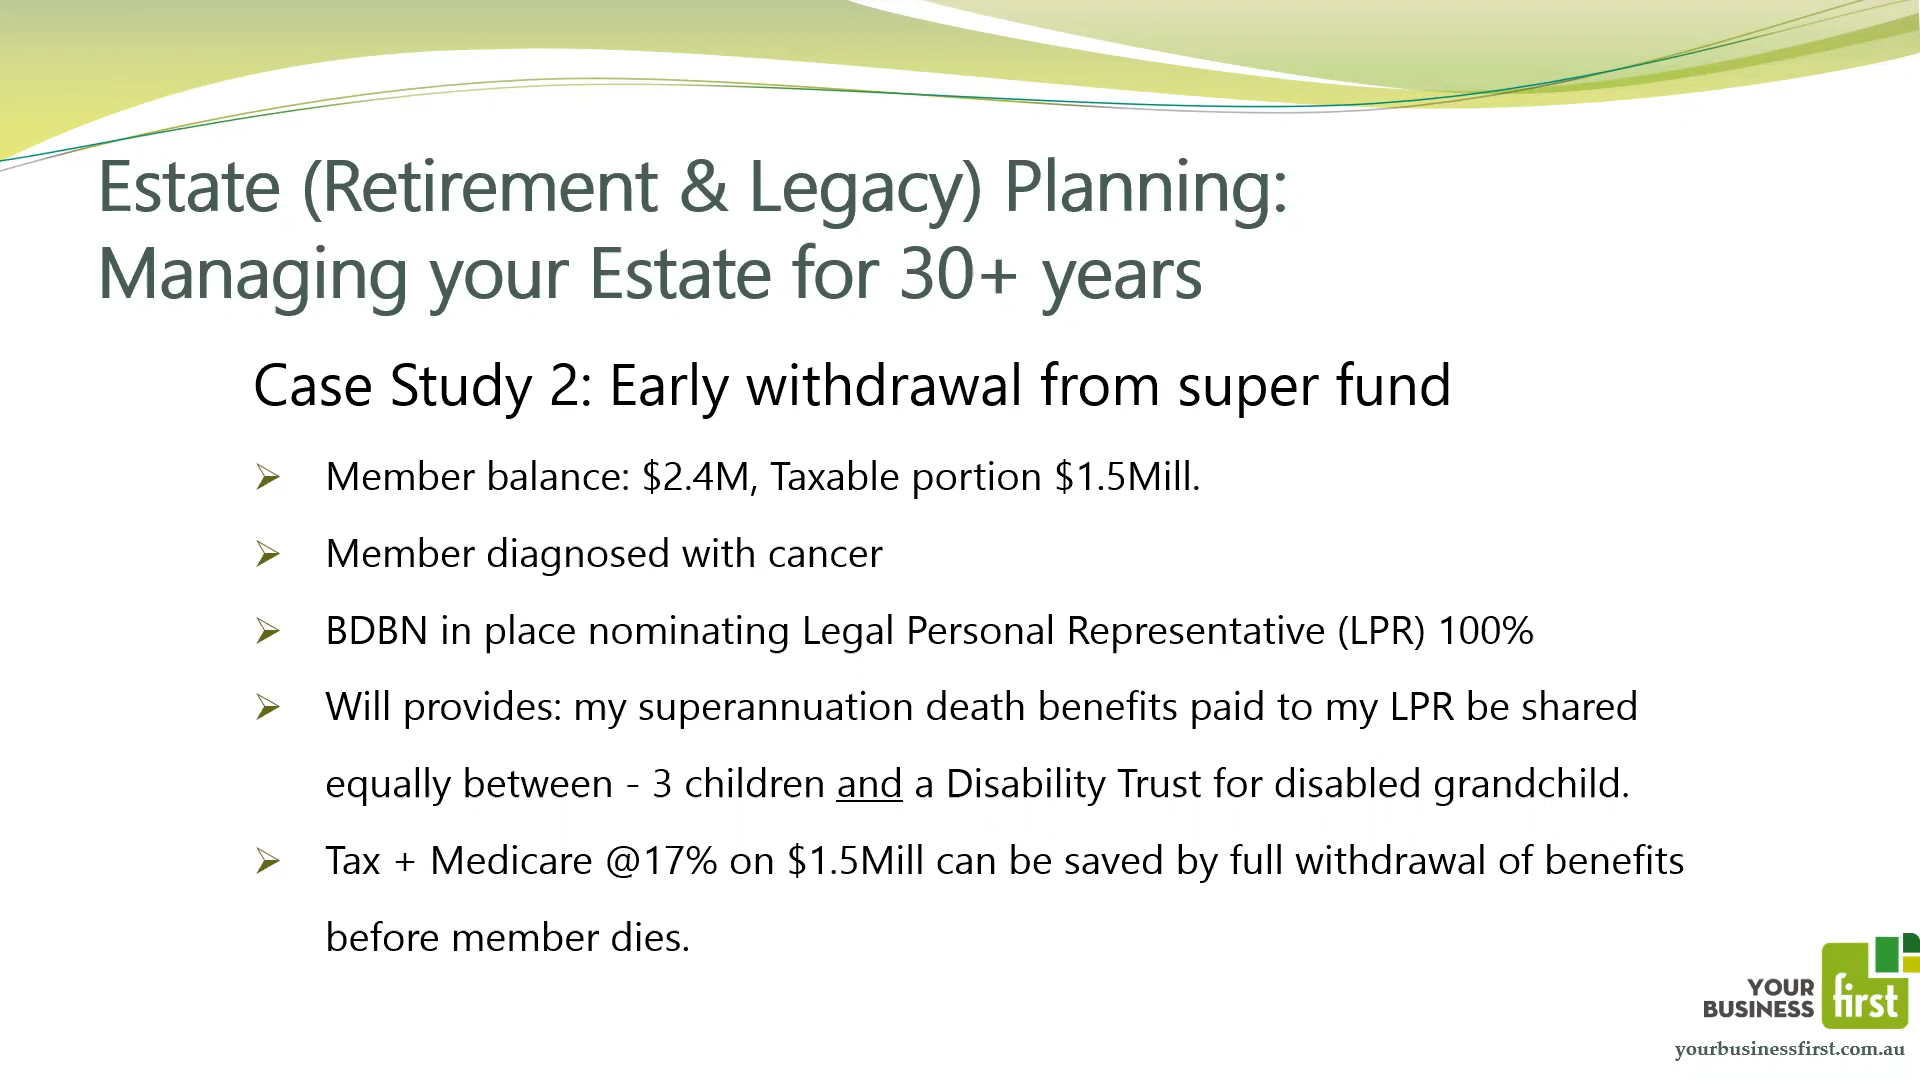 Estate (Retirement & Legacy) Planning:
Managing your Estate for 30+ years
Case Study 2: Early withdrawal from super fund
Member balance: $2.4M, Taxable portion $1.5Mill.
Member diagnosed with cancer
BDBN in place nominating Legal Personal Representative (LPR) 100%
Will provides: my superannuation death benefits paid to my LPR be shared
equally between - 3 children and a Disability Trust for disabled grandchild.
Tax + Medicare @17% on $1.5Mill can be saved by full withdrawal of benefits
before member dies.
YOUR
BUSINESS first
yourbusinessfirst.com.au